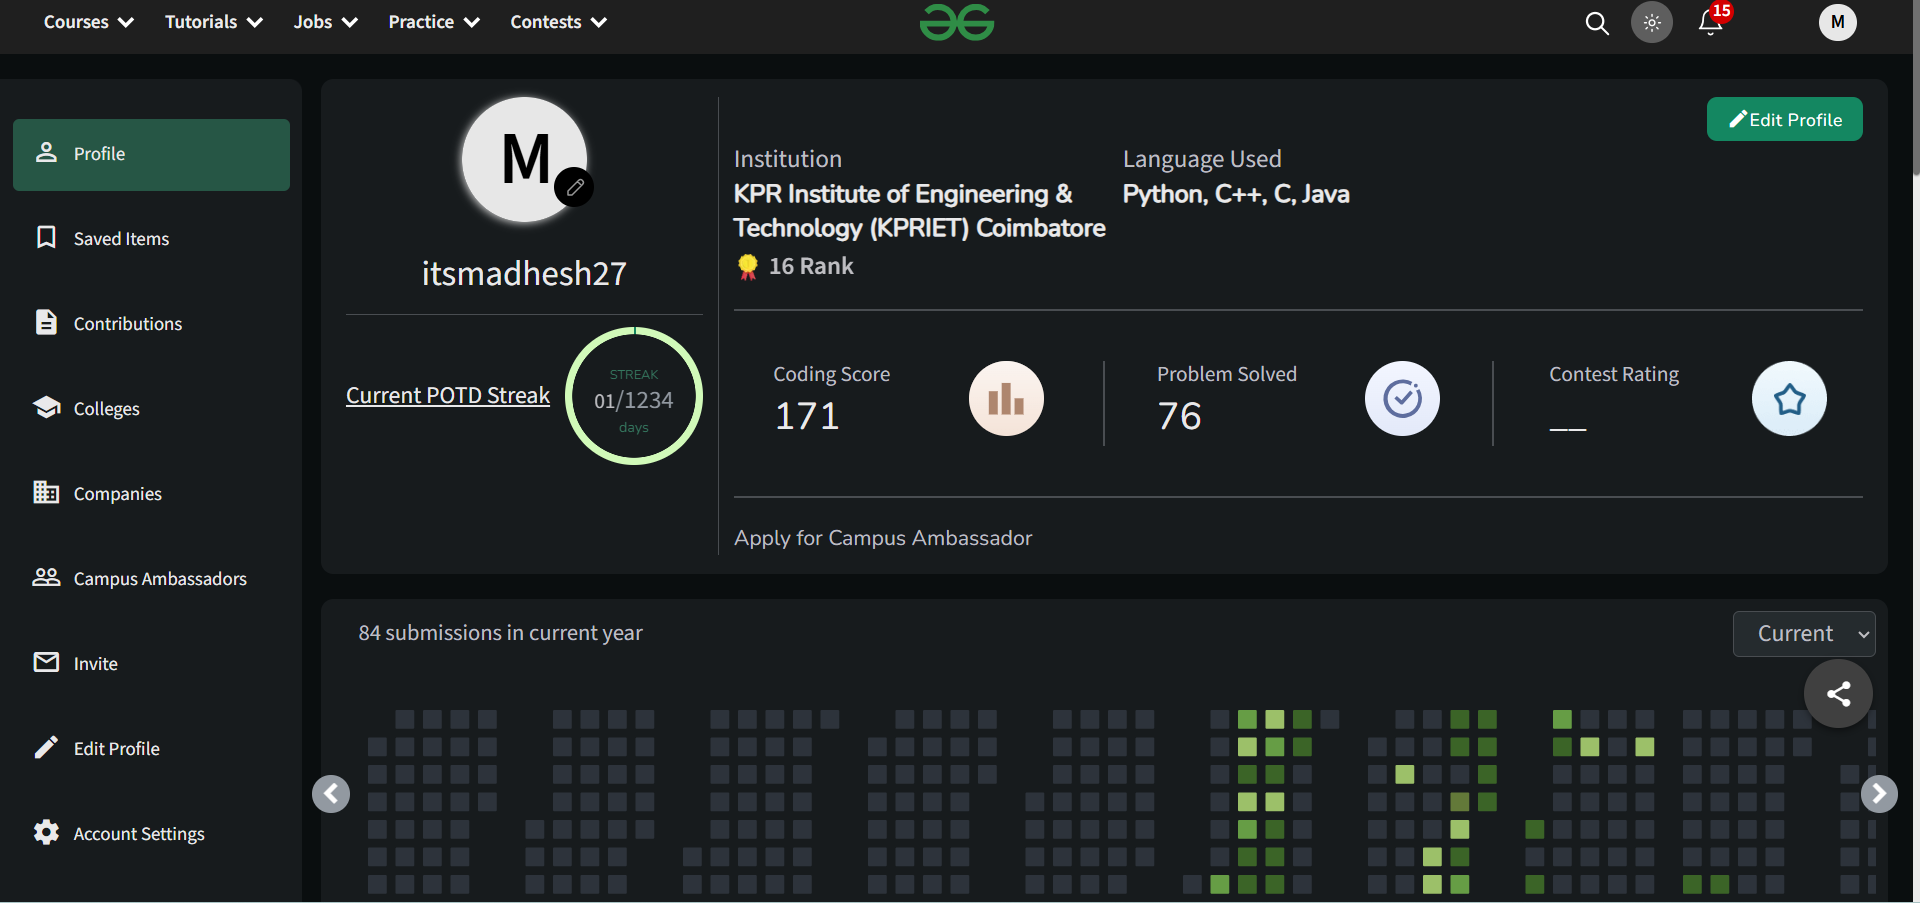 Courses Tutorials Jobs Practice Contests
15
M
Profile
Saved Items
Contributions
Colleges
Companies
Campus Ambassadors
Invite
Edit Profile
Account Settings
M
itsmadhesh27
Current POTD Streak
STREAK
01/1234
days
Edit Profile
Institution
KPR Institute of Engineering &
Technology (KPRIET) Coimbatore
16 Rank
Language Used
Python, C++, C, Java
Coding Score
171
Problem Solved
76
Contest Rating
__
Apply for Campus Ambassador
84 submissions in current year
Current